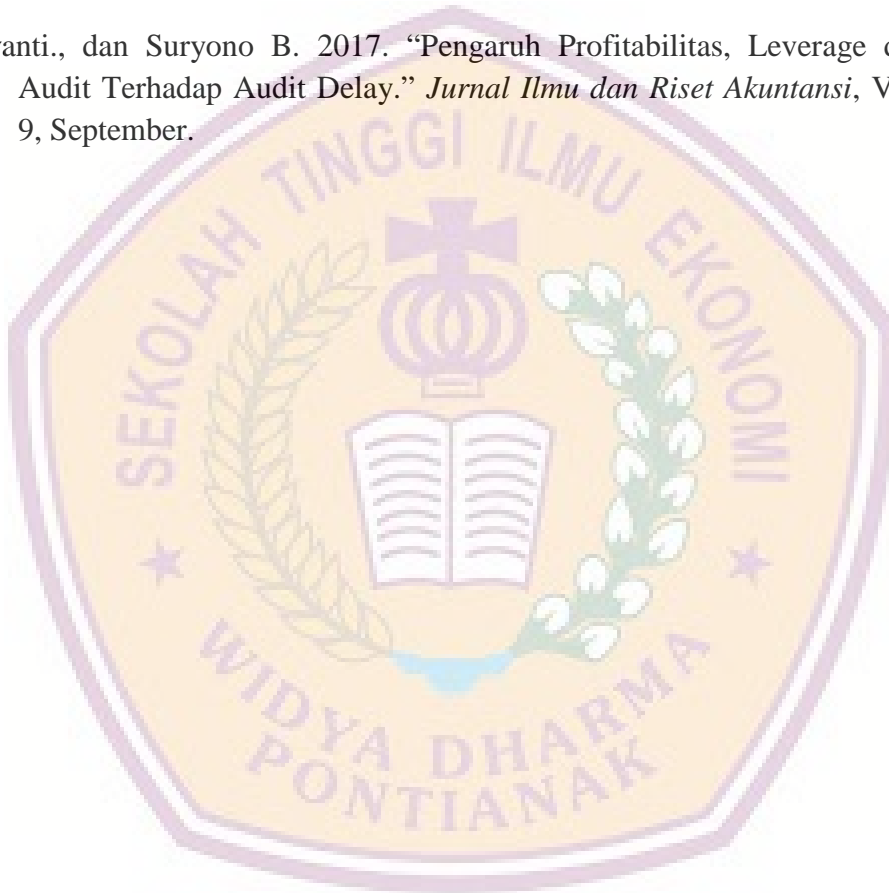 anti., dan Suryono B. 2017. “Pengaruh Profitabilitas, Leverage d
Audit Terhadap Audit Delay.” Jurnal Ilmu dan Riset Akuntansi, V
9, September.
SEKOLAH TINGGI ILMU EKONOMI
WIDYA DHARMA
PONTIANAK